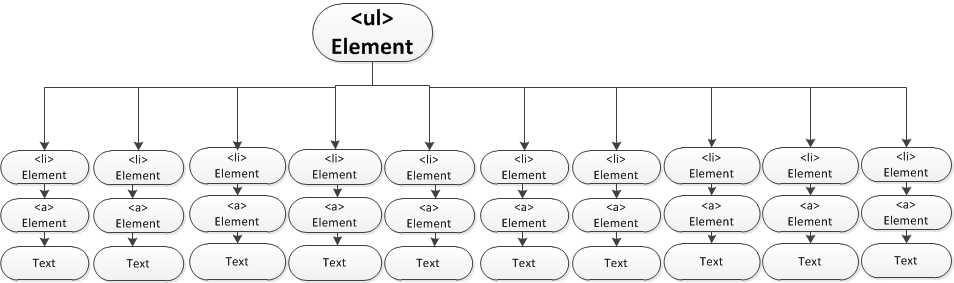 <ul>
Element
<li>
Element
<li>
Element
<li>
Element
<li>
Element
<li>
Element
<li>
Element
<li>
Element
<li>
Element
<li>
Element
<li>
Element
<a>
Element
<a>
Element
<a>
Element
<a>
Element
<a>
Element
<a>
Element
<a>
Element
<a>
Element
<a>
Element
<a>
Element
Text
Text
Text
Text
Text
Text
Text
Text
Text
Text